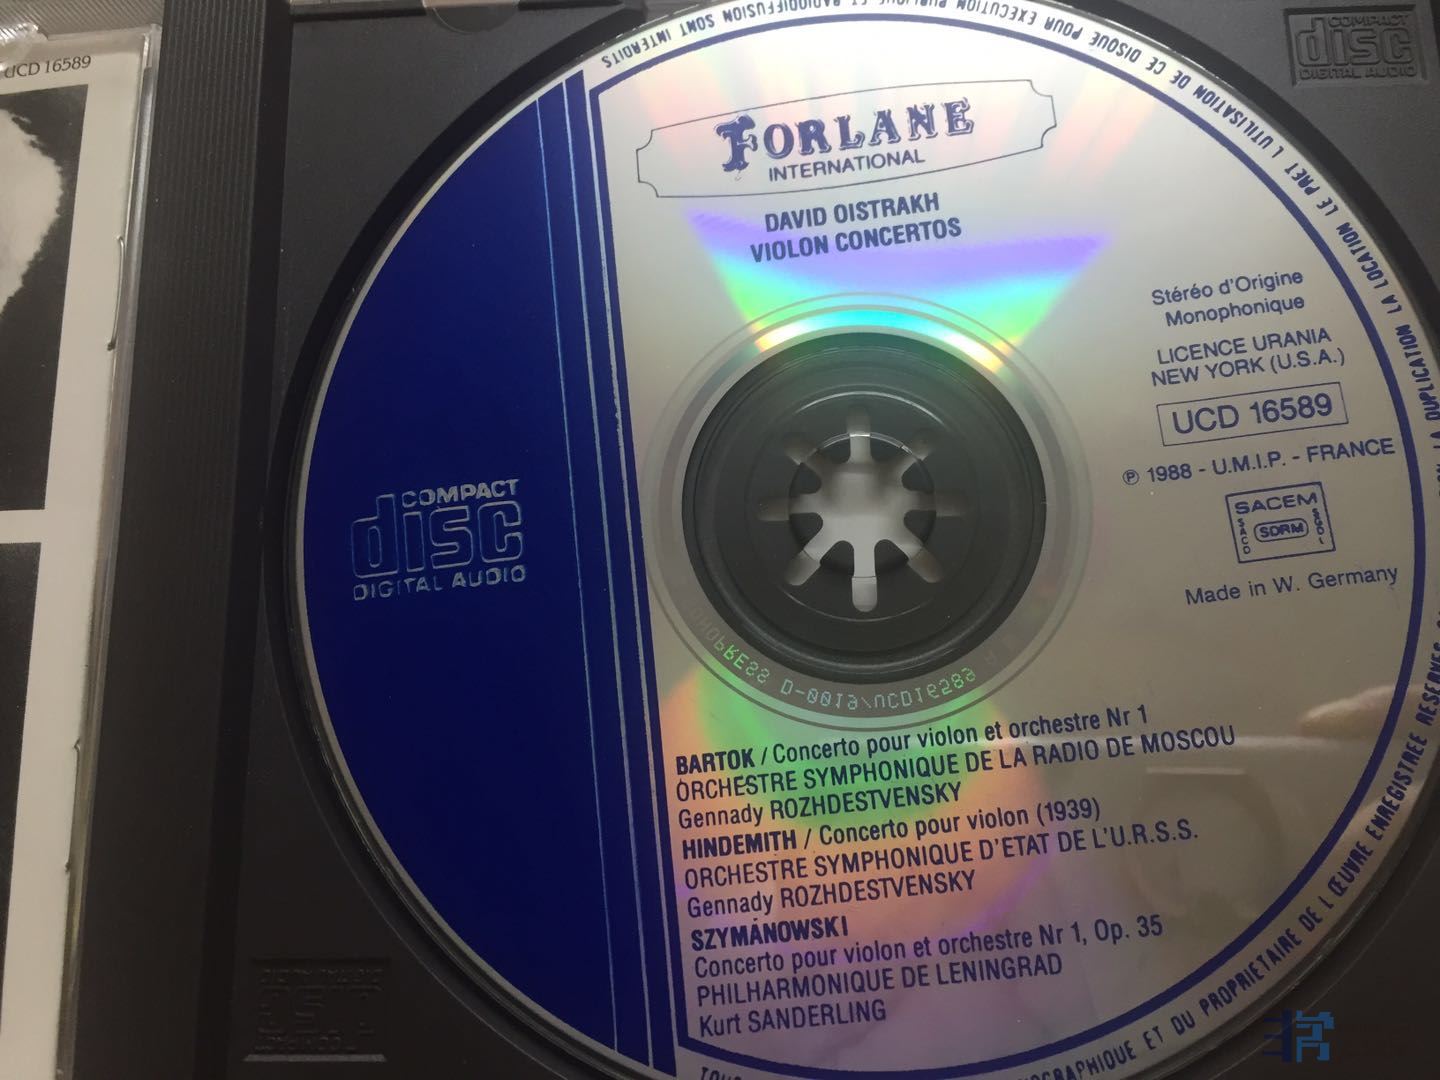 UCD 16589
COMPACT
disc
DIGITAL AUDIO
FORLANE
INTERNATIONAL
DAVID OISTRAKH
VIOLON CONCERTOS
Stéréo d'Origine
Monophonique
LICENCE URANIA
NEW YORK (U.S.A.)
UCD 16589
℗ 1988 - U.M.I.P. - FRANCE
SACEM
SACD
SDRM
SGDL
Made in W. Germany
COMPACT
disc
DIGITAL AUDIO
D-0019/UCD16589 A
BARTOK / Concerto pour violon et orchestre Nr 1
ORCHESTRE SYMPHONIQUE DE LA RADIO DE MOSCOU
Gennady ROZHDESTVENSKY
HINDEMITH / Concerto pour violon (1939)
ORCHESTRE SYMPHONIQUE D'ETAT DE L'U.R.S.S.
Gennady ROZHDESTVENSKY
SZYMANOWSKI
Concerto pour violon et orchestre Nr 1, Op. 35
PHILHARMONIQUE DE LENINGRAD
Kurt SANDERLING
ET DU PROPRIETAIRE DE L'ŒUVRE ENREGISTREE RESERVES
LA DUPLICATION LA LOCATION LE PRET L'UTILISATION DE CE DISQUE POUR EXECUTION PUBLIQUE ET RADIODIFFUSION SONT INTERDITS